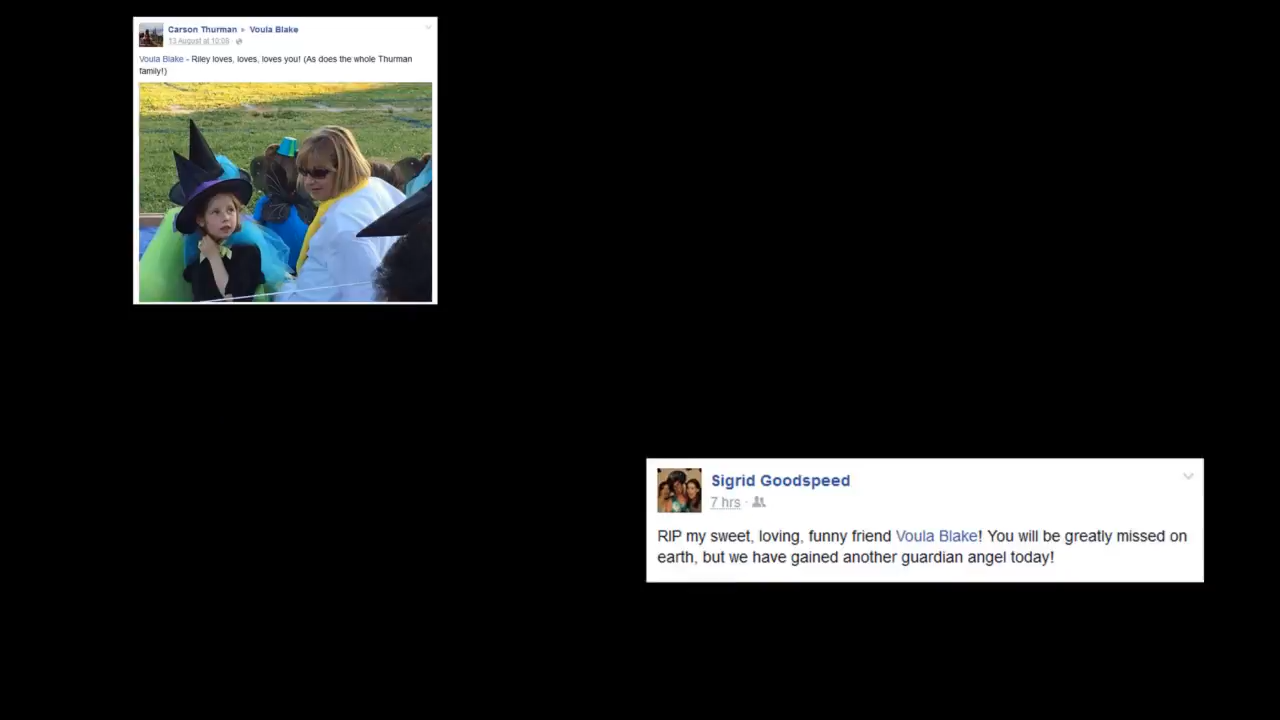 Carson Thurman ▸ Voula Blake
13 August at 10:08 ·
Voula Blake - Riley loves, loves, loves you! (As does the whole Thurman
family!)
Sigrid Goodspeed
7 hrs ·
RIP my sweet, loving, funny friend Voula Blake! You will be greatly missed on
earth, but we have gained another guardian angel today!